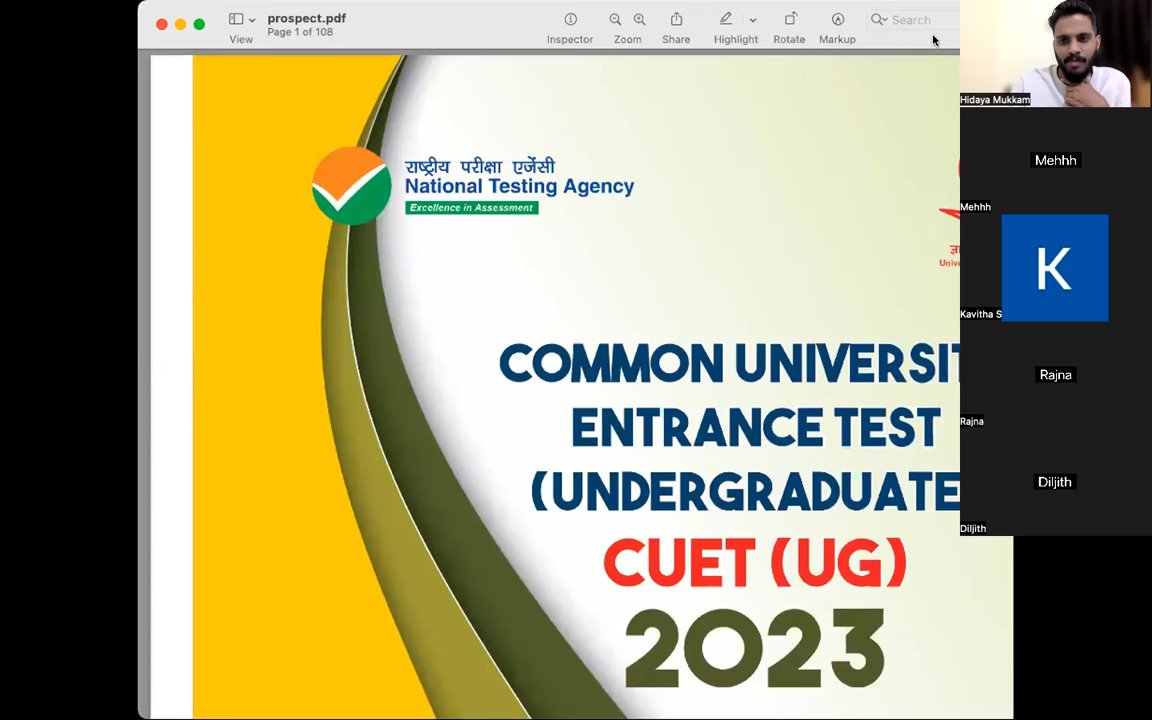 prospect.pdf
Page 1 of 108
View
Inspector
Zoom
Share
Highlight
Rotate
Markup
Search
राष्ट्रीय परीक्षा एजेंसी
National Testing Agency
Excellence in Assessment
ज्ञा
Unive
COMMON UNIVERSIT
ENTRANCE TEST
(UNDERGRADUATE
CUET (UG)
2023
Hidaya Mukkam
Mehhh
Mehhh
K
Kavitha S
Rajna
Rajna
Diljith
Diljith